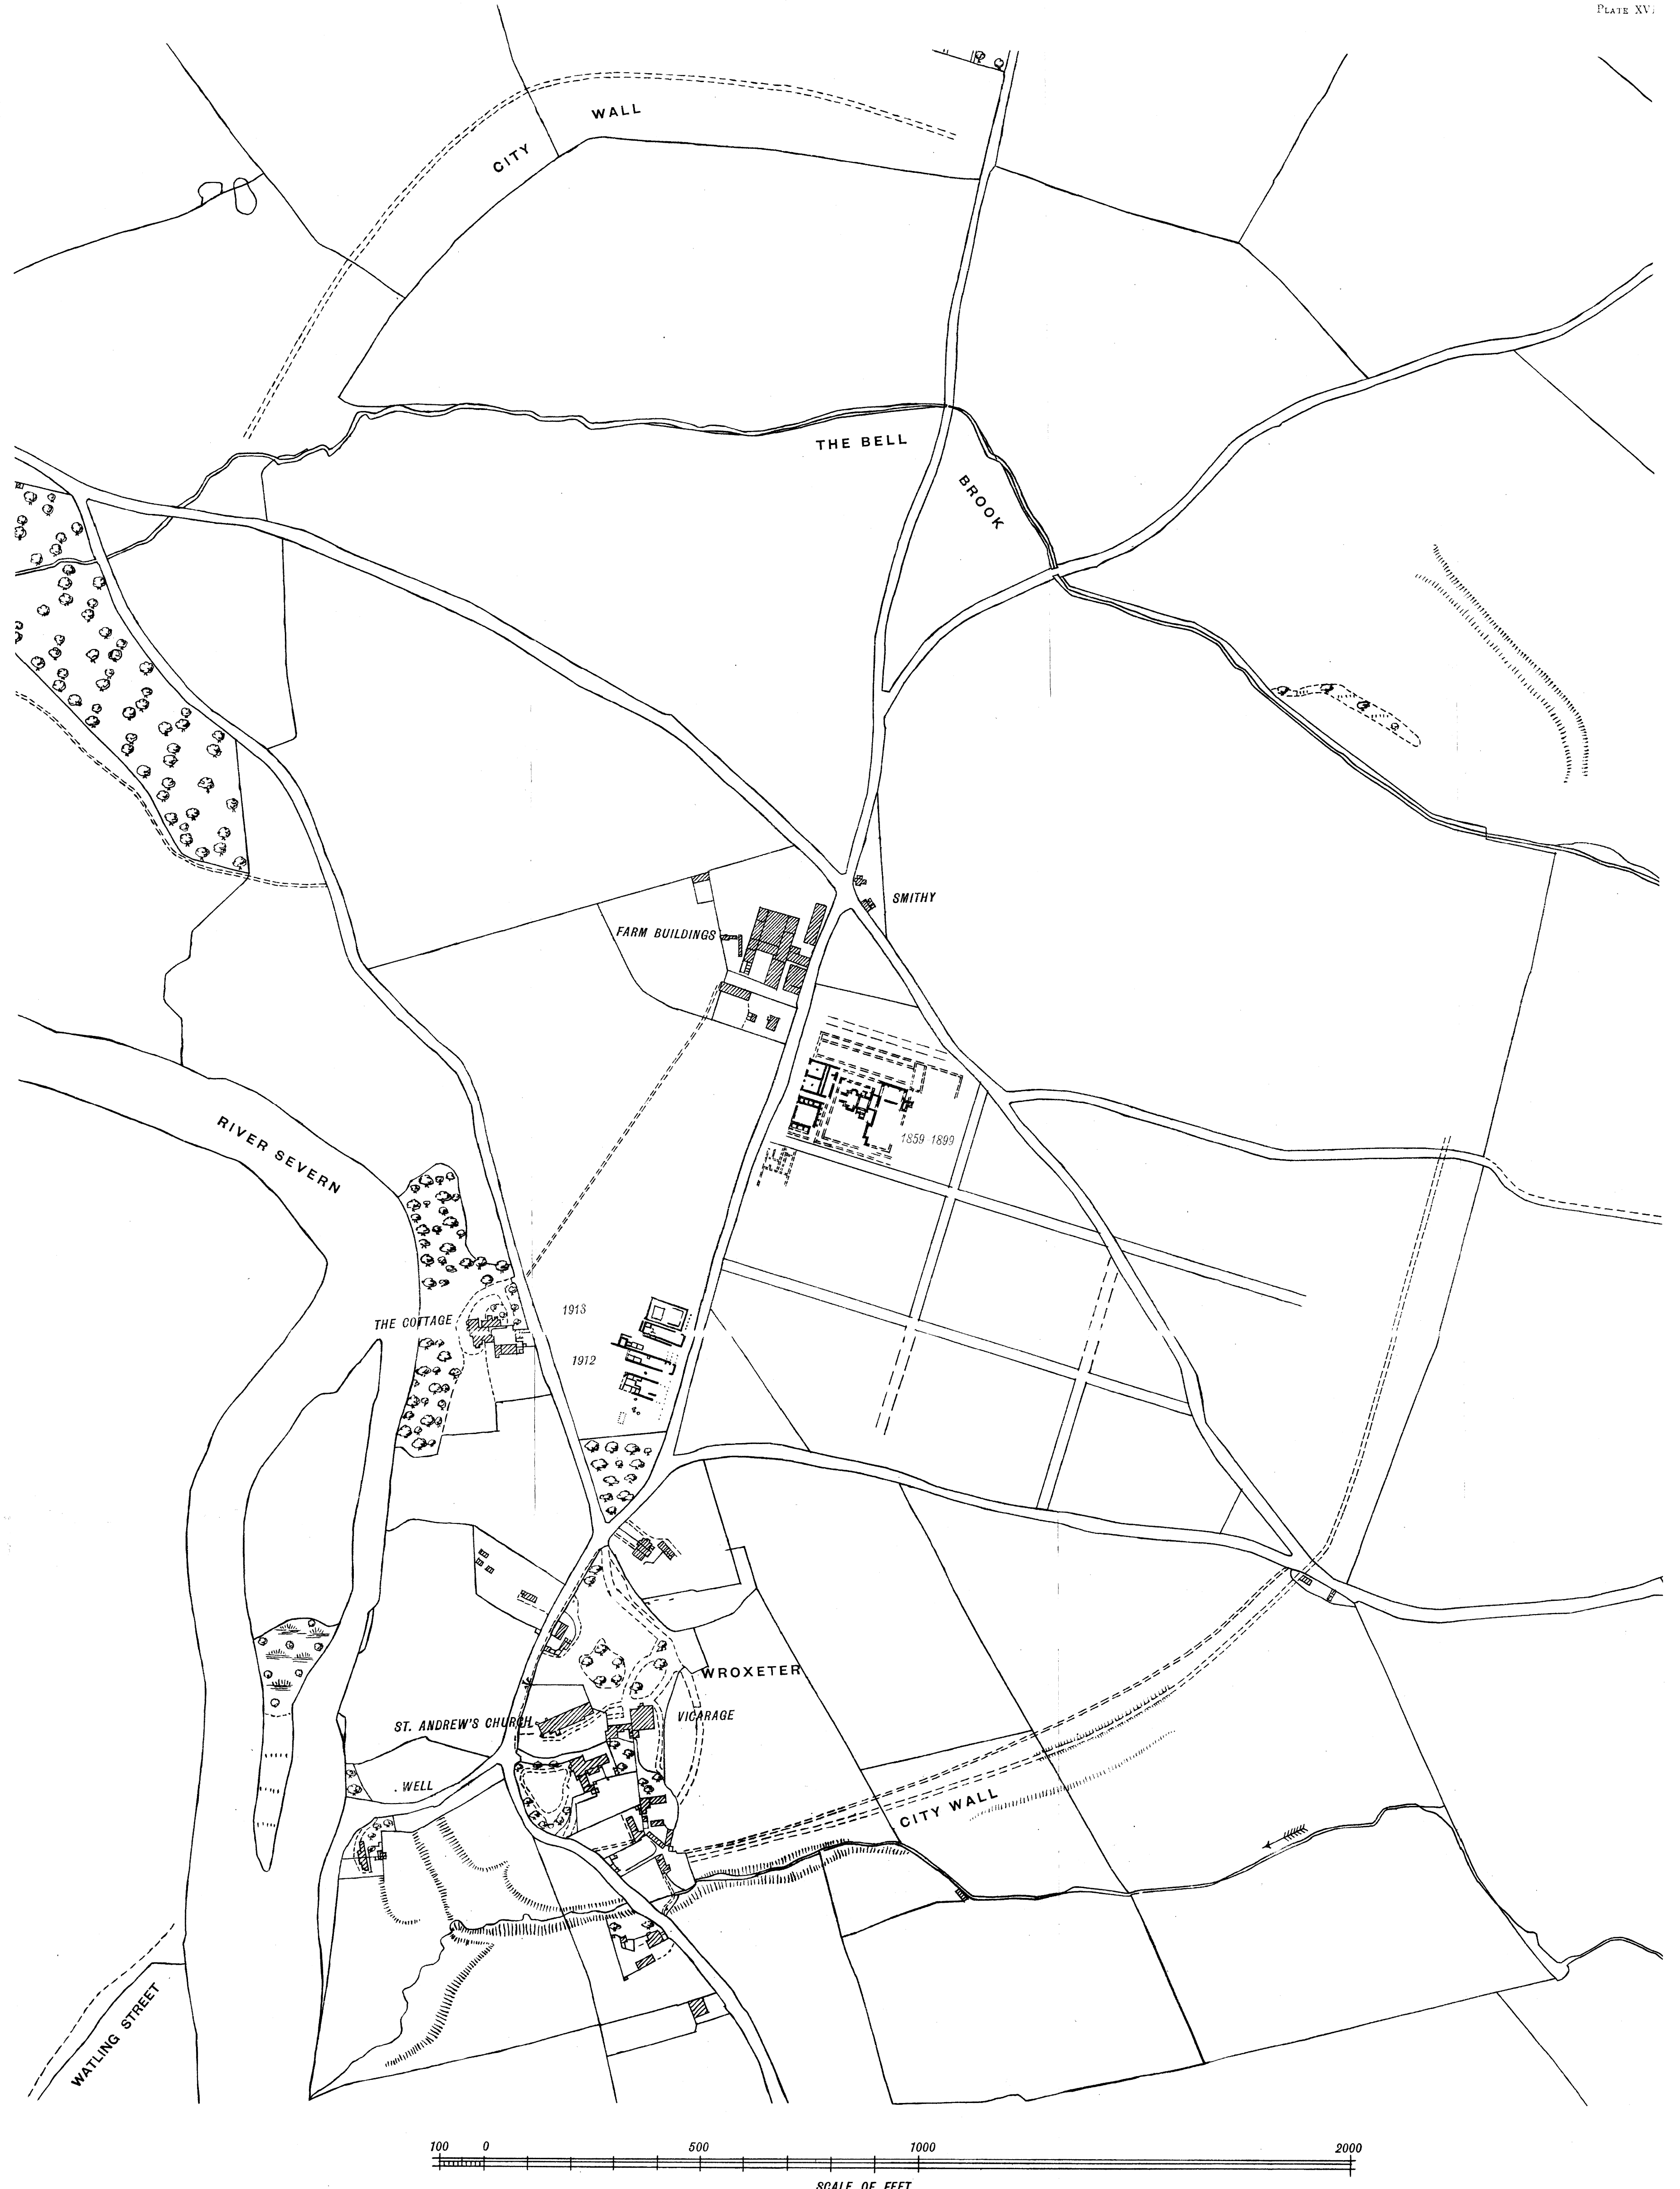 PLATE XV
CITY WALL
THE BELL
BROOK
SMITHY
FARM BUILDINGS
1859-1899
RIVER SEVERN
1913
THE COTTAGE
1912
WROXETER
ST. ANDREW'S CHURCH
VICARAGE
WELL
CITY WALL
WATLING STREET
100 0 500 1000 2000
SCALE OF FEET